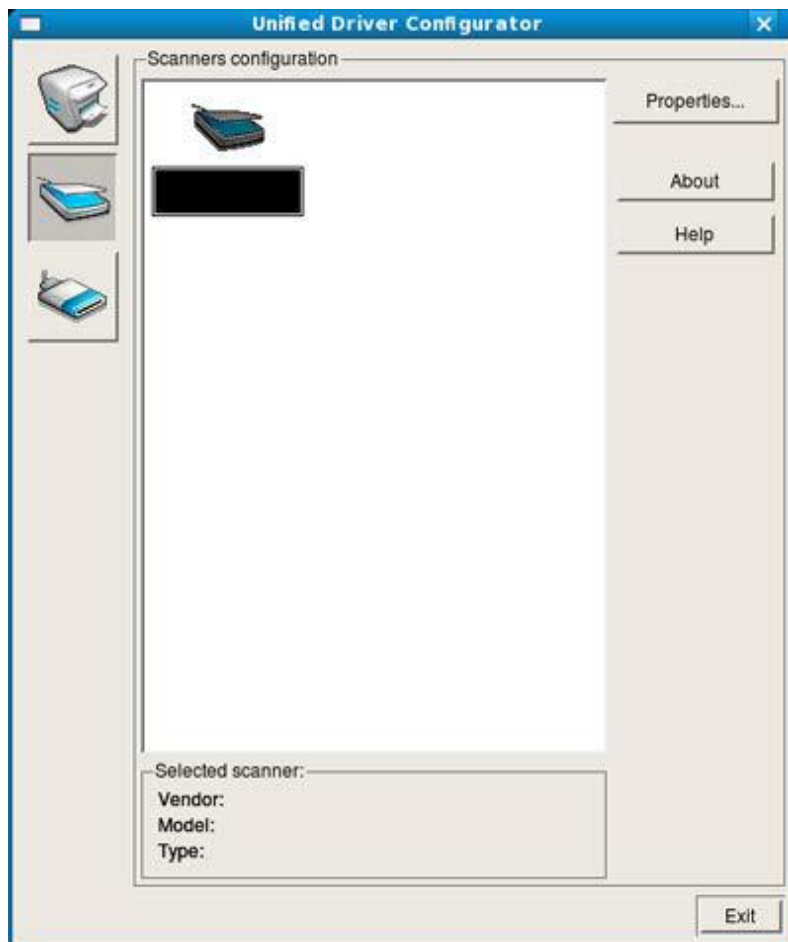 Unified Driver Configurator
Scanners configuration
Properties...
About
Help
Selected scanner:
Vendor:
Model:
Type:
Exit